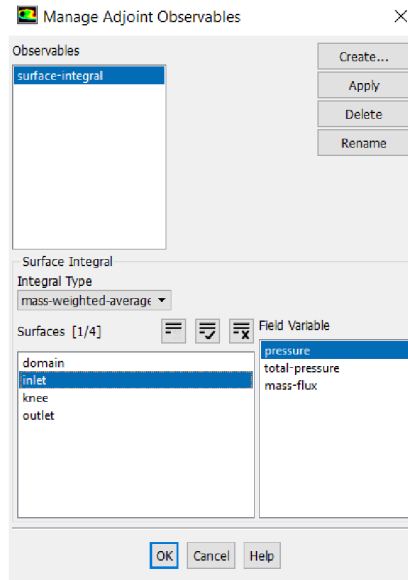 Manage Adjoint Observables
Observables
surface-integral
Create...
Apply
Delete
Rename
Surface Integral
Integral Type
mass-weighted-average
Surfaces [1/4]
domain
inlet
knee
outlet
Field Variable
pressure
total-pressure
mass-flux
OK Cancel Help